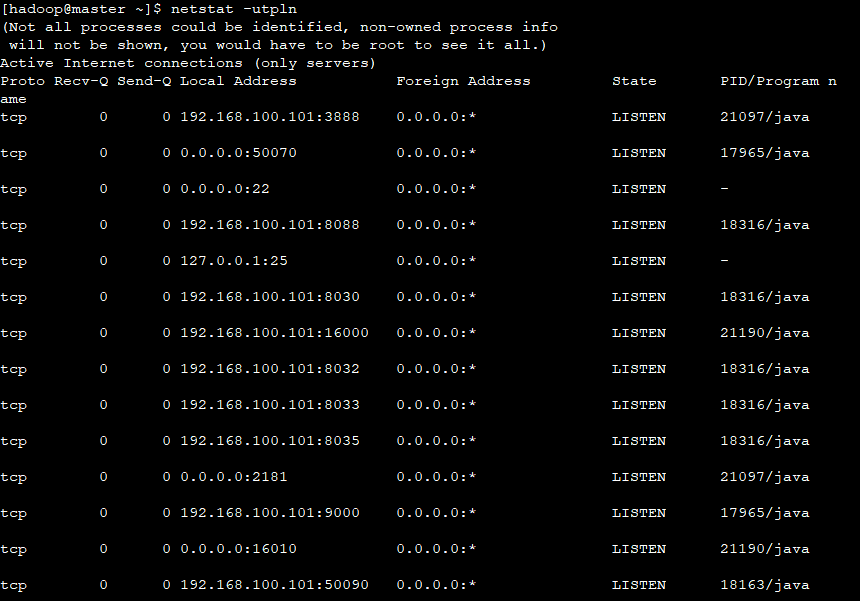 [hadoop@master ~]$ netstat -utpln
(Not all processes could be identified, non-owned process info
 will not be shown, you would have to be root to see it all.)
Active Internet connections (only servers)
Proto Recv-Q Send-Q Local Address           Foreign Address         State       PID/Program n
ame
tcp        0      0 192.168.100.101:3888    0.0.0.0:*               LISTEN      21097/java
tcp        0      0 0.0.0.0:50070           0.0.0.0:*               LISTEN      17965/java
tcp        0      0 0.0.0.0:22              0.0.0.0:*               LISTEN      -
tcp        0      0 192.168.100.101:8088    0.0.0.0:*               LISTEN      18316/java
tcp        0      0 127.0.0.1:25            0.0.0.0:*               LISTEN      -
tcp        0      0 192.168.100.101:8030    0.0.0.0:*               LISTEN      18316/java
tcp        0      0 192.168.100.101:16000   0.0.0.0:*               LISTEN      21190/java
tcp        0      0 192.168.100.101:8032    0.0.0.0:*               LISTEN      18316/java
tcp        0      0 192.168.100.101:8033    0.0.0.0:*               LISTEN      18316/java
tcp        0      0 192.168.100.101:8035    0.0.0.0:*               LISTEN      18316/java
tcp        0      0 0.0.0.0:2181            0.0.0.0:*               LISTEN      21097/java
tcp        0      0 192.168.100.101:9000    0.0.0.0:*               LISTEN      17965/java
tcp        0      0 0.0.0.0:16010           0.0.0.0:*               LISTEN      21190/java
tcp        0      0 192.168.100.101:50090   0.0.0.0:*               LISTEN      18163/java